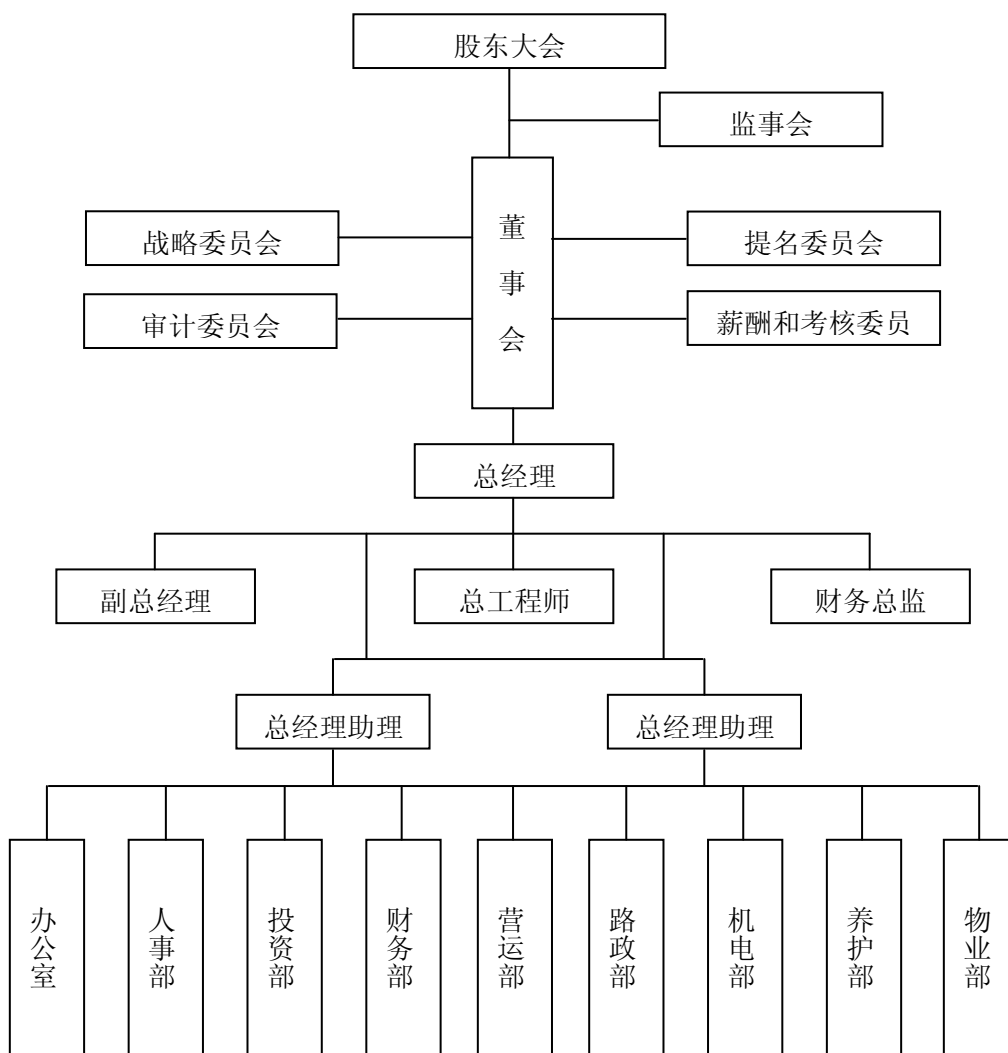 股东大会
监事会
董事会
战略委员会
提名委员会
审计委员会
薪酬和考核委员
总经理
副总经理
总工程师
财务总监
总经理助理
总经理助理
办公室
人事部
投资部
财务部
营运部
路政部
机电部
养护部
物业部